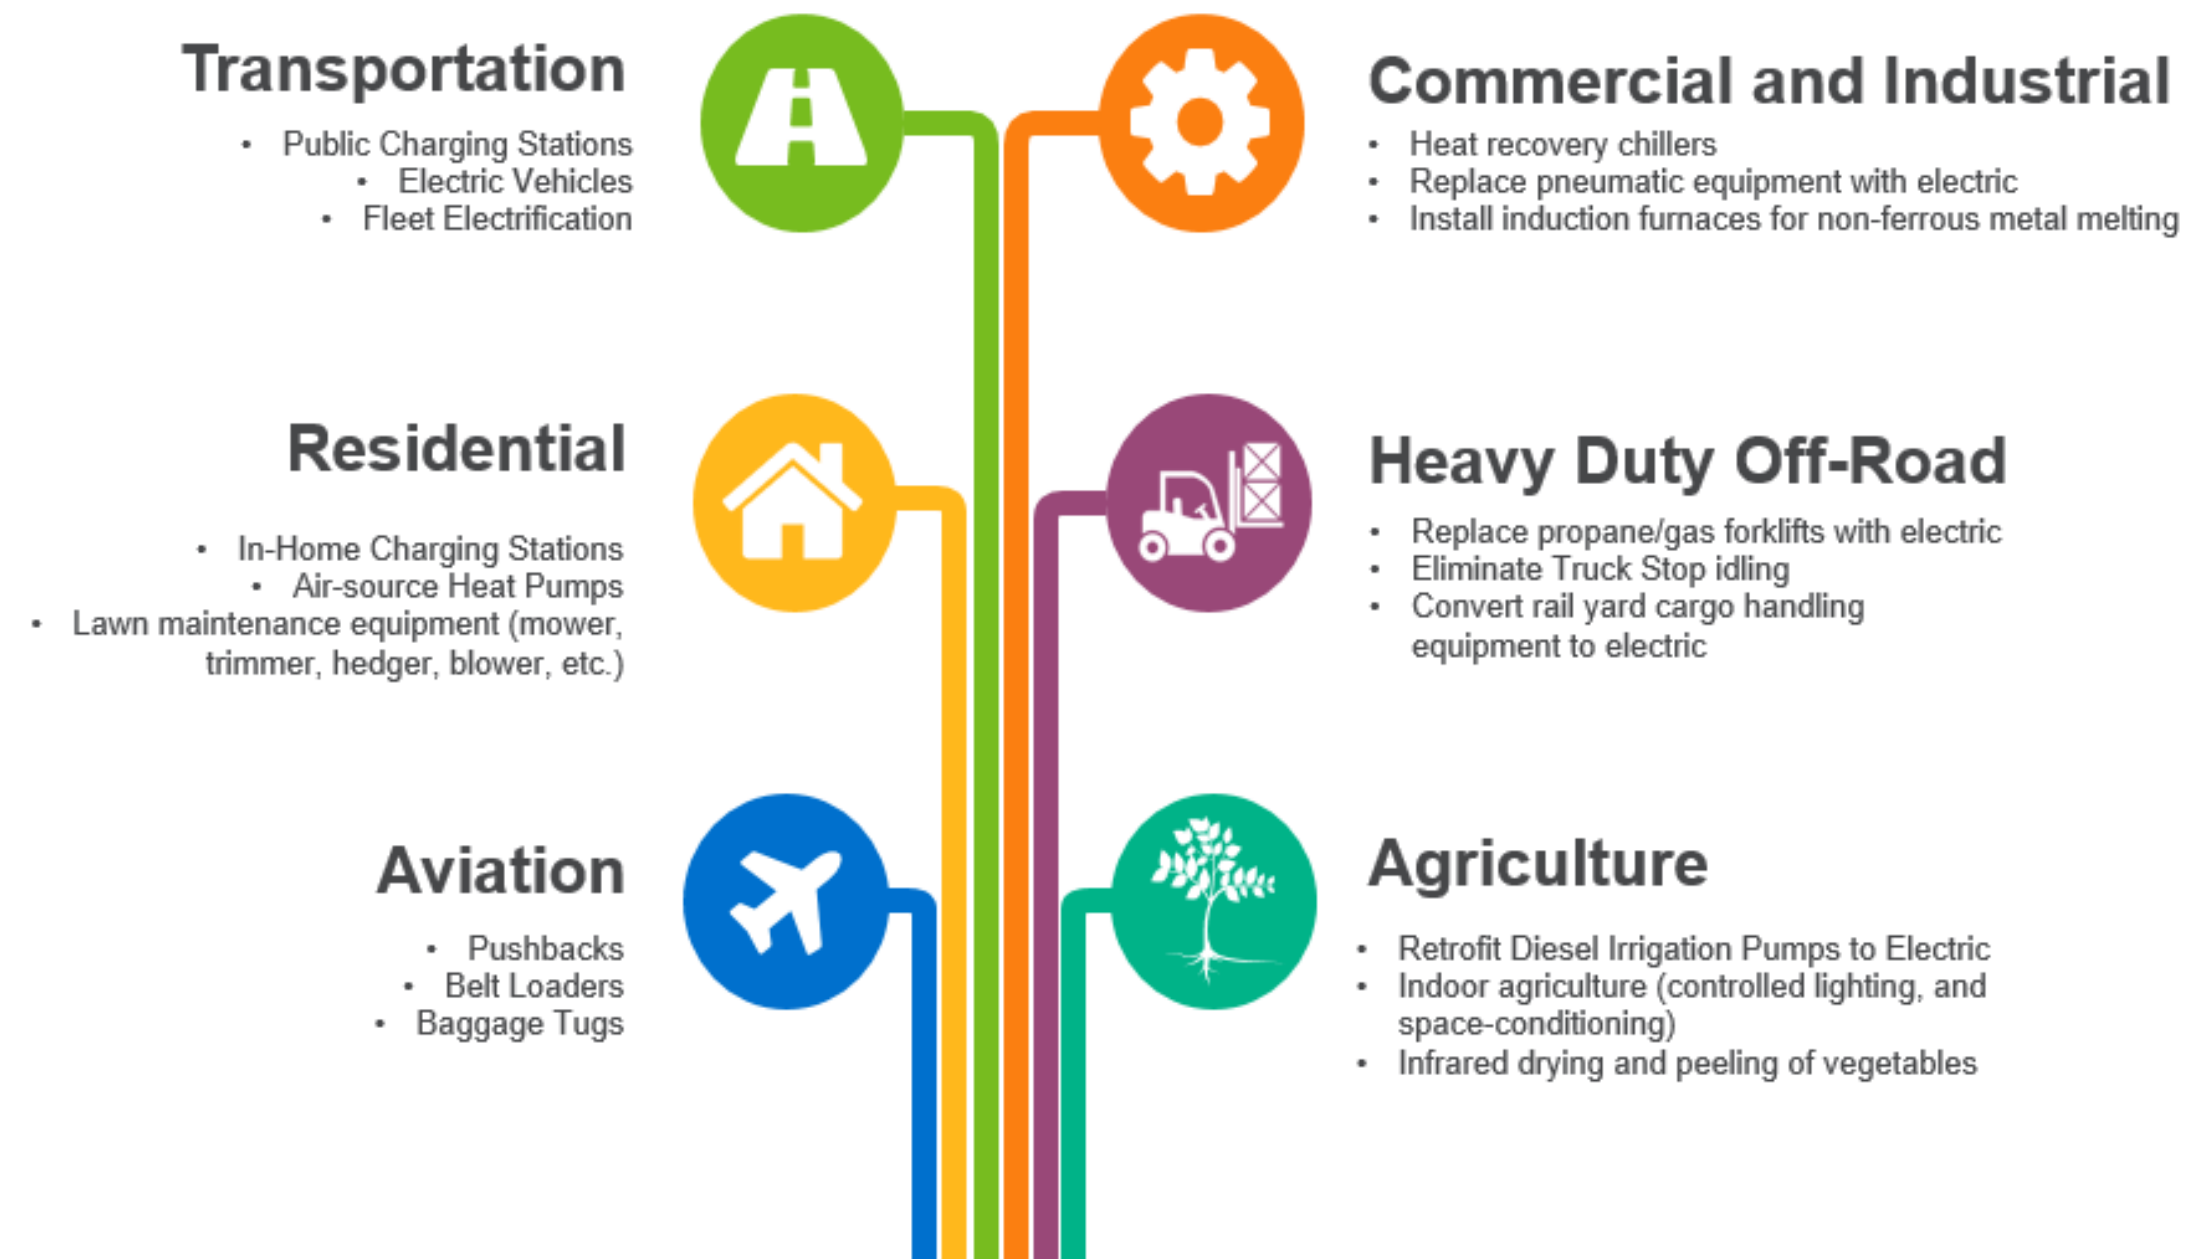 Transportation
• Public Charging Stations
• Electric Vehicles
• Fleet Electrification
Commercial and Industrial
• Heat recovery chillers
• Replace pneumatic equipment with electric
• Install induction furnaces for non-ferrous metal melting
Residential
• In-Home Charging Stations
• Air-source Heat Pumps
• Lawn maintenance equipment (mower,
trimmer, hedger, blower, etc.)
Heavy Duty Off-Road
• Replace propane/gas forklifts with electric
• Eliminate Truck Stop idling
• Convert rail yard cargo handling
equipment to electric
Aviation
• Pushbacks
• Belt Loaders
• Baggage Tugs
Agriculture
• Retrofit Diesel Irrigation Pumps to Electric
• Indoor agriculture (controlled lighting, and
space-conditioning)
• Infrared drying and peeling of vegetables